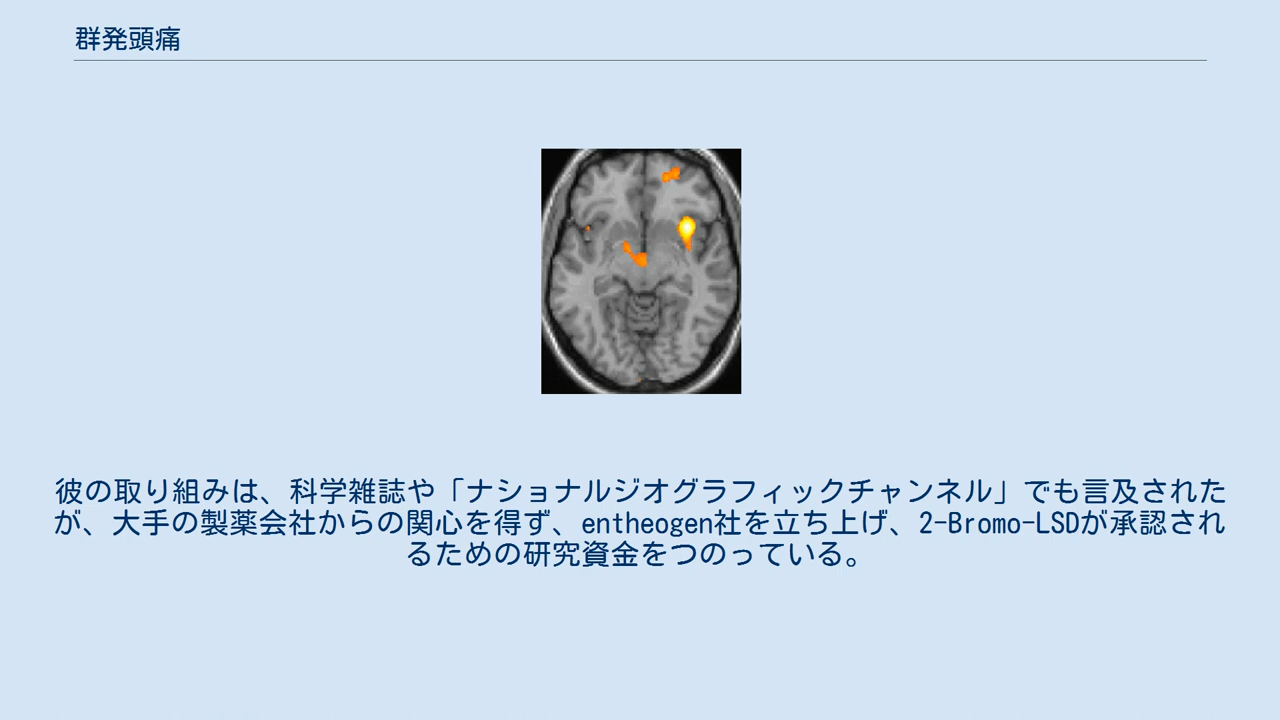 群発頭痛
彼の取り組みは、科学雑誌や「ナショナルジオグラフィックチャンネル」でも言及された
が、大手の製薬会社からの関心を得ず、entheogen社を立ち上げ、2-Bromo-LSDが承認され
るための研究資金をつのっている。